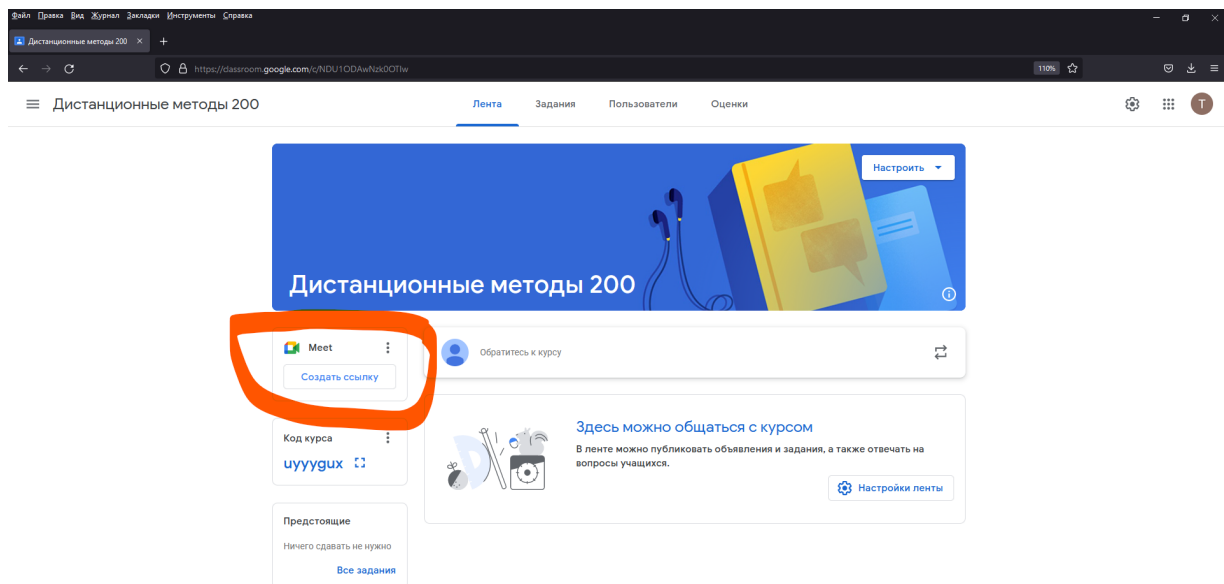 Файл Правка Вид Журнал Закладки Инструменты Справка
Дистанционные методы 200
https://classroom.google.com/c/NDU1ODAwNzk0OTIw
110%
Дистанционные методы 200
Лента Задания Пользователи Оценки
T
Настроить
Дистанционные методы 200
Meet
Создать ссылку
Обратитесь к курсу
Код курса
uyyygux
Здесь можно общаться с курсом
В ленте можно публиковать объявления и задания, а также отвечать на
вопросы учащихся.
Настройки ленты
Предстоящие
Ничего сдавать не нужно
Все задания